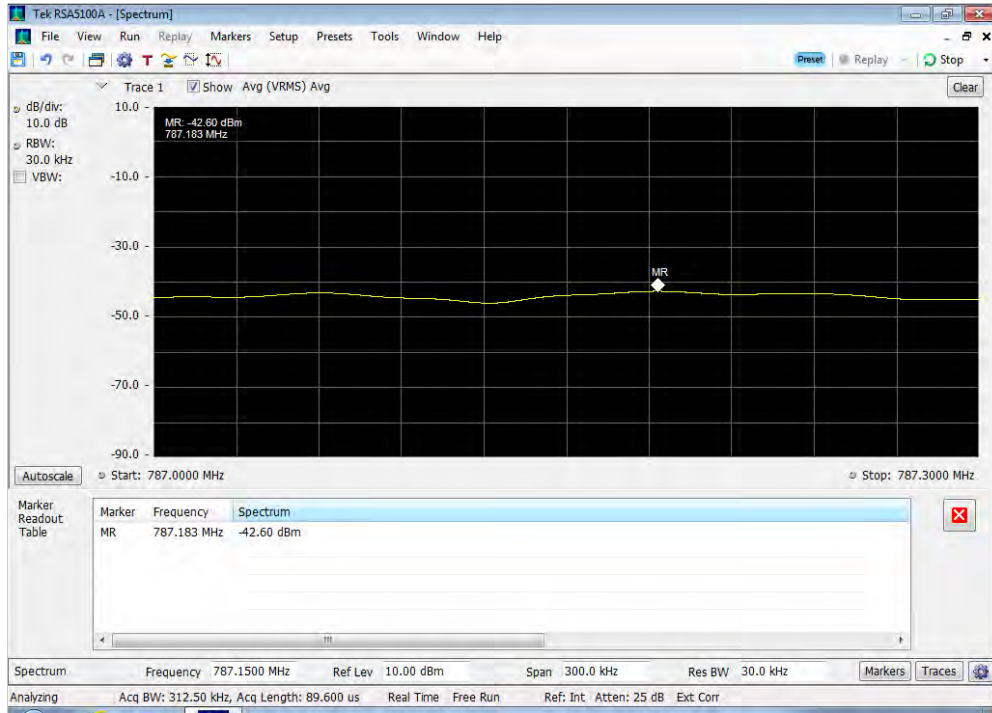 Tek RSA5100A - [Spectrum]
File View Run Replay Markers Setup Presets Tools Window Help
T Preset Replay Stop
Trace 1 Show Avg (VRMS) Avg Clear
dB/div:
10.0 dB
RBW:
30.0 kHz
VBW:
10.0
MR: -42.60 dBm
787.183 MHz
-10.0
-30.0
MR
-50.0
-70.0
-90.0
Autoscale Start: 787.0000 MHz Stop: 787.3000 MHz
Marker
Readout
Table
Marker Frequency Spectrum
MR 787.183 MHz -42.60 dBm
Spectrum Frequency 787.1500 MHz Ref Lev 10.00 dBm Span 300.0 kHz Res BW 30.0 kHz Markers Traces
Analyzing Acq BW: 312.50 kHz, Acq Length: 89.600 us Real Time Free Run Ref: Int Atten: 25 dB Ext Corr